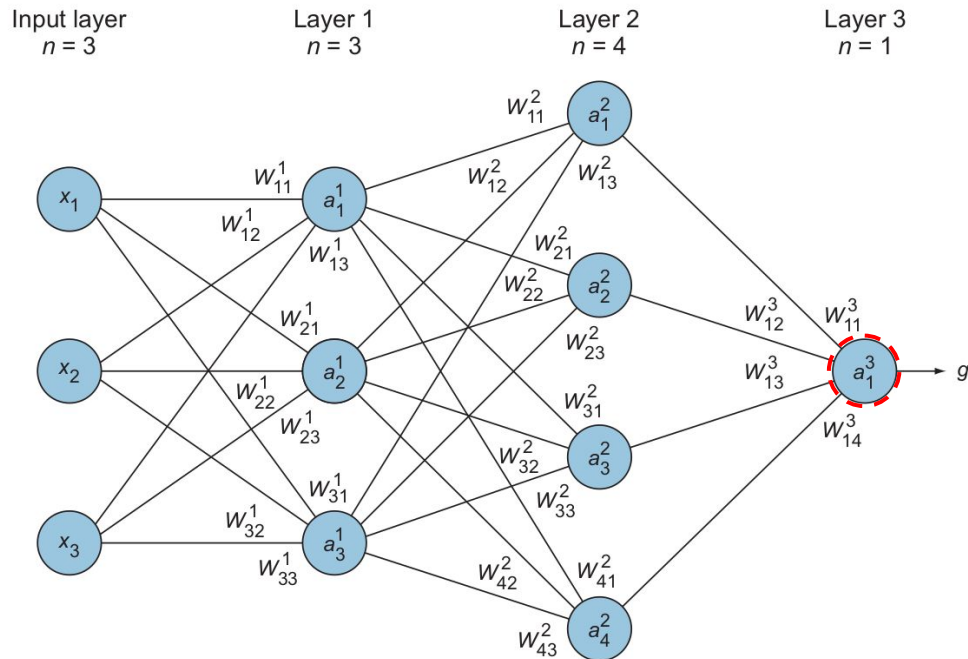 Input layer
n = 3
Layer 1
n = 3
Layer 2
n = 4
Layer 3
n = 1
x₁
x₂
x₃
W¹₁₁
W¹₁₂
W¹₁₃
W¹₂₁
W¹₂₂
W¹₂₃
W¹₃₁
W¹₃₂
W¹₃₃
a¹₁
a¹₂
a¹₃
W²₁₁
W²₁₂
W²₁₃
W²₂₁
W²₂₂
W²₂₃
W²₃₁
W²₃₂
W²₃₃
W²₄₁
W²₄₂
W²₄₃
a²₁
a²₂
a²₃
a²₄
W³₁₁
W³₁₂
W³₁₃
W³₁₄
a³₁
g